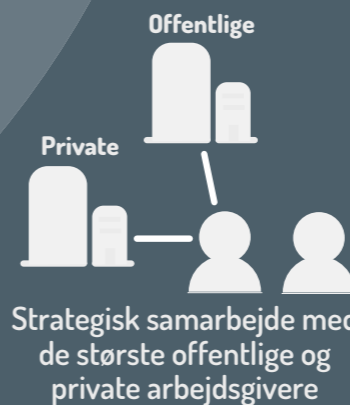 Offentlige
Private
Strategisk samarbejde med
de største offentlige og
private arbejdsgivere